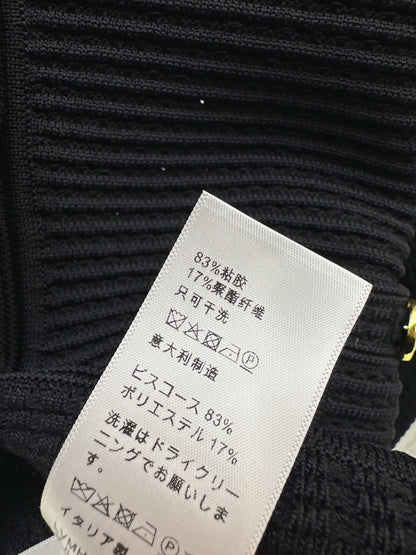 83%粘胶
17%聚酯纤维
只可干洗
P
意大利制造
ビスコース 83%
ポリエステル 17%
洗濯はドライクリー
ニングでお願いしま
す。
P
イタリア製